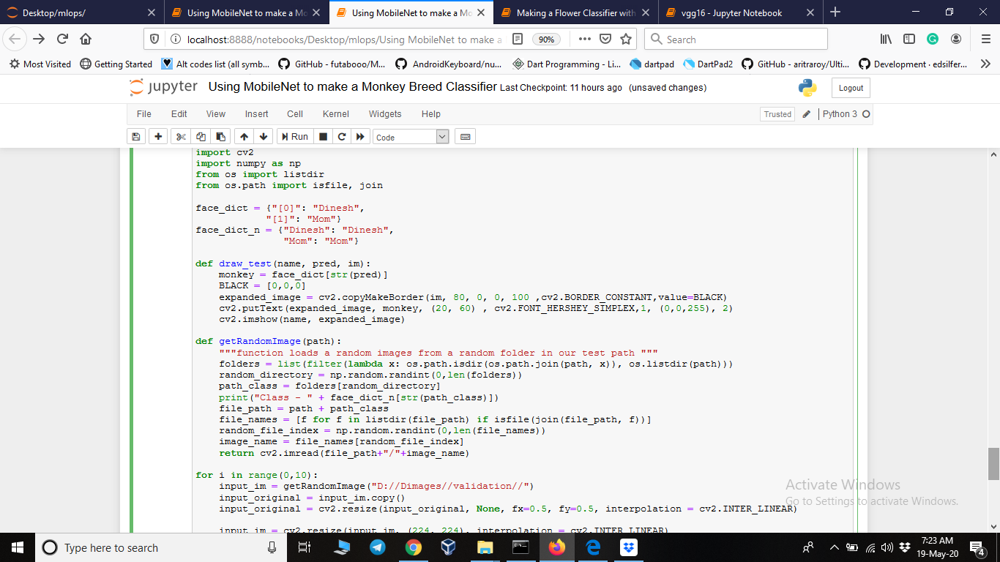 Desktop/mlops/
Using MobileNet to make a Mo
Using MobileNet to make a Mo
Making a Flower Classifier with
vgg16 - Jupyter Notebook
localhost:8888/notebooks/Desktop/mlops/Using MobileNet to make a
90%
Search
Most Visited
Getting Started
Alt codes list (all symb...
GitHub - futabooo/M...
AndroidKeyboard/nu...
Dart Programming - Li...
dartpad
DartPad2
GitHub - aritraroy/Ulti...
Development · edsilfer...
jupyter Using MobileNet to make a Monkey Breed Classifier Last Checkpoint: 11 hours ago (unsaved changes)
Logout
File Edit View Insert Cell Kernel Widgets Help
Trusted
Python 3
Run
Code
import cv2
import numpy as np
from os import listdir
from os.path import isfile, join
face_dict = {"[0]": "Dinesh",
"[1]": "Mom"}
face_dict_n = {"Dinesh": "Dinesh",
"Mom": "Mom"}
def draw_test(name, pred, im):
monkey = face_dict[str(pred)]
BLACK = [0,0,0]
expanded_image = cv2.copyMakeBorder(im, 80, 0, 0, 100 ,cv2.BORDER_CONSTANT,value=BLACK)
cv2.putText(expanded_image, monkey, (20, 60) , cv2.FONT_HERSHEY_SIMPLEX,1, (0,0,255), 2)
cv2.imshow(name, expanded_image)
def getRandomImage(path):
"""function loads a random images from a random folder in our test path """
folders = list(filter(lambda x: os.path.isdir(os.path.join(path, x)), os.listdir(path)))
random_directory = np.random.randint(0,len(folders))
path_class = folders[random_directory]
print("Class - " + face_dict_n[str(path_class)])
file_path = path + path_class
file_names = [f for f in listdir(file_path) if isfile(join(file_path, f))]
random_file_index = np.random.randint(0,len(file_names))
image_name = file_names[random_file_index]
return cv2.imread(file_path+"/"+image_name)
for i in range(0,10):
input_im = getRandomImage("D://Dimages//validation//")
input_original = input_im.copy()
input_original = cv2.resize(input_original, None, fx=0.5, fy=0.5, interpolation = cv2.INTER_LINEAR)
input_im = cv2.resize(input_im, (224, 224), interpolation = cv2.INTER_LINEAR)
Activate Windows
Go to Settings to activate Windows.
Type here to search
7:23 AM
19-May-20
4